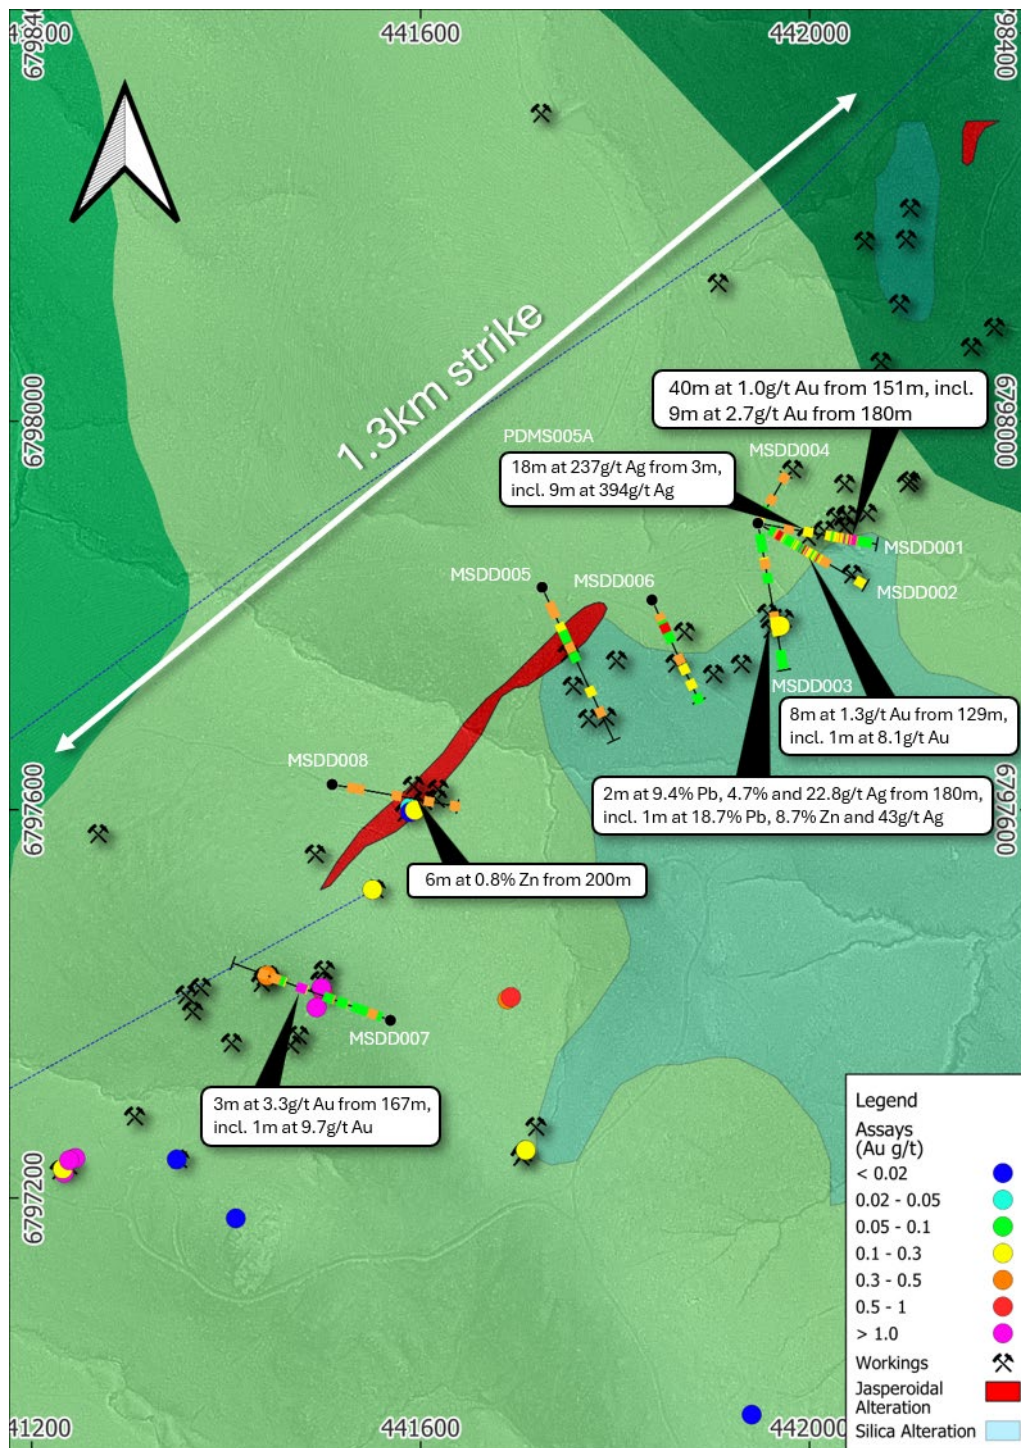 441200
441600
442000
6798400
6798400
1.3km strike
40m at 1.0g/t Au from 151m, incl.
9m at 2.7g/t Au from 180m
6798000
6798000
PDMS005A
MSDD004
18m at 237g/t Ag from 3m,
incl. 9m at 394g/t Ag
MSDD001
MSDD005
MSDD006
MSDD002
MSDD003
8m at 1.3g/t Au from 129m,
incl. 1m at 8.1g/t Au
MSDD008
2m at 9.4% Pb, 4.7% and 22.8g/t Ag from 180m,
incl. 1m at 18.7% Pb, 8.7% Zn and 43g/t Ag
6797600
6797600
6m at 0.8% Zn from 200m
MSDD007
3m at 3.3g/t Au from 167m,
incl. 1m at 9.7g/t Au
6797200
Legend
Assays
(Au g/t)
< 0.02
0.02 - 0.05
0.05 - 0.1
0.1 - 0.3
0.3 - 0.5
0.5 - 1
> 1.0
Workings
Jasperoidal
Alteration
Silica Alteration
41200
441600
442000